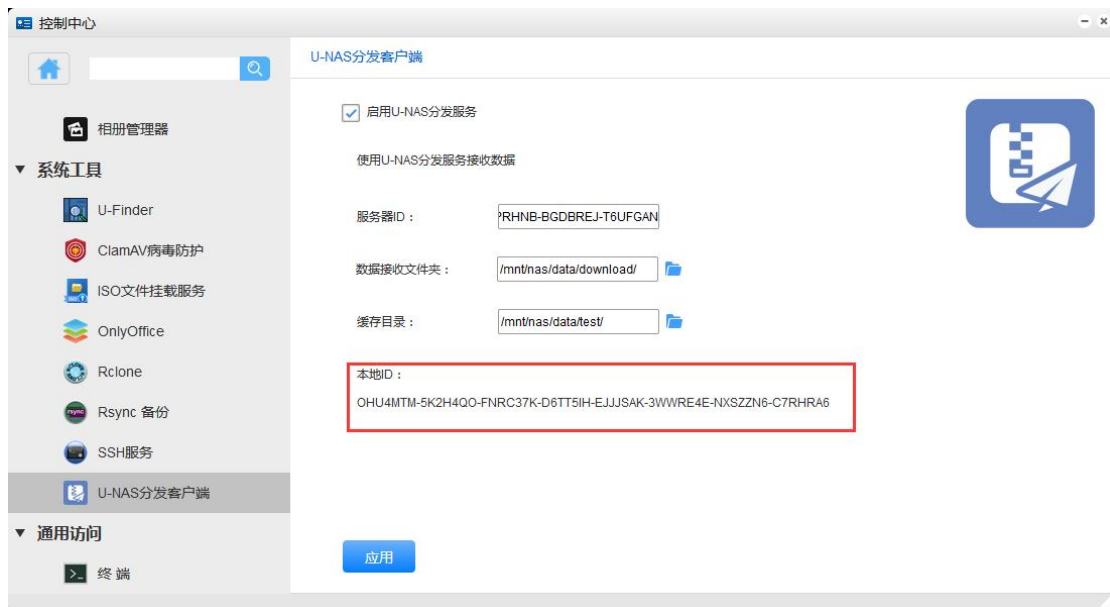 控制中心
U-NAS分发客户端
相册管理器
系统工具
U-Finder
ClamAV病毒防护
ISO文件挂载服务
OnlyOffice
Rclone
Rsync 备份
SSH服务
U-NAS分发客户端
通用访问
终端
启用U-NAS分发服务
使用U-NAS分发服务接收数据
服务器ID： RHNB-BGDBREJ-T6UFGAN
数据接收文件夹： /mnt/nas/data/download/
缓存目录： /mnt/nas/data/test/
本地ID：
OHU4MTM-5K2H4QO-FNRC37K-D6TT5IH-EJJJSAK-3WWRE4E-NXSZZN6-C7RHRA6
应用